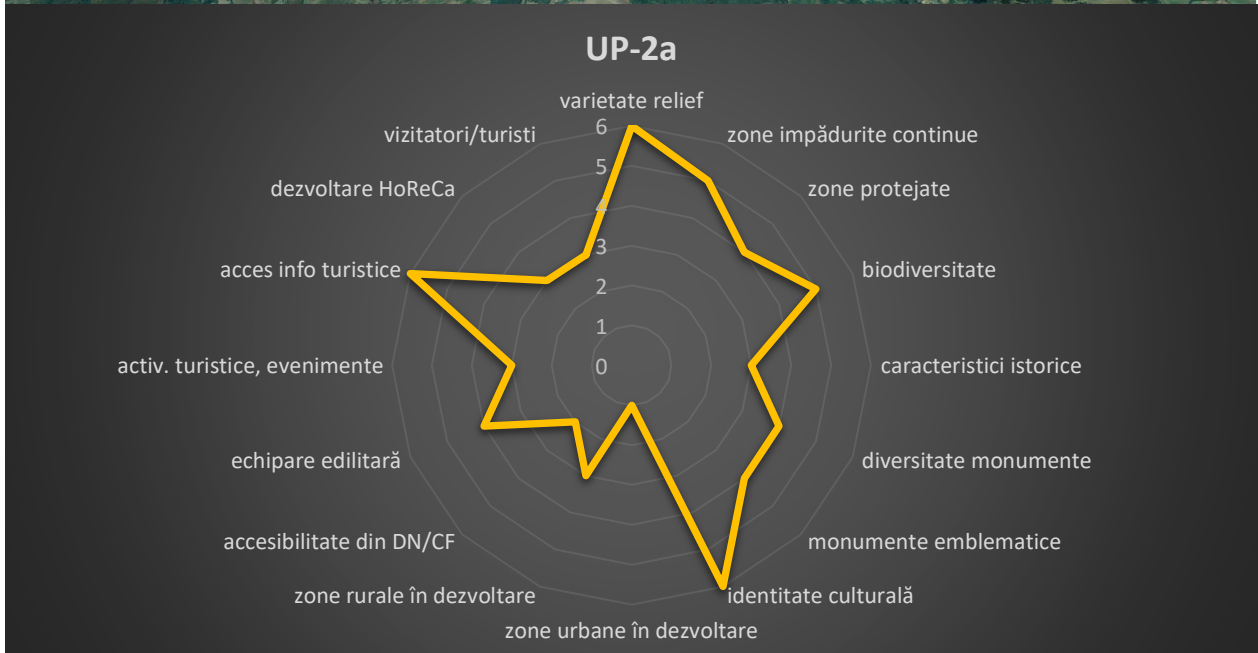 UP-2a
varietate relief
zone impădurite continue
zone protejate
biodiversitate
caracteristici istorice
diversitate monumente
monumente emblematice
identitate culturală
zone urbane în dezvoltare
zone rurale în dezvoltare
accesibilitate din DN/CF
echipare edilitară
activ. turistice, evenimente
acces info turistice
dezvoltare HoReCa
vizitatori/turisti
6
5
4
3
2
1
0